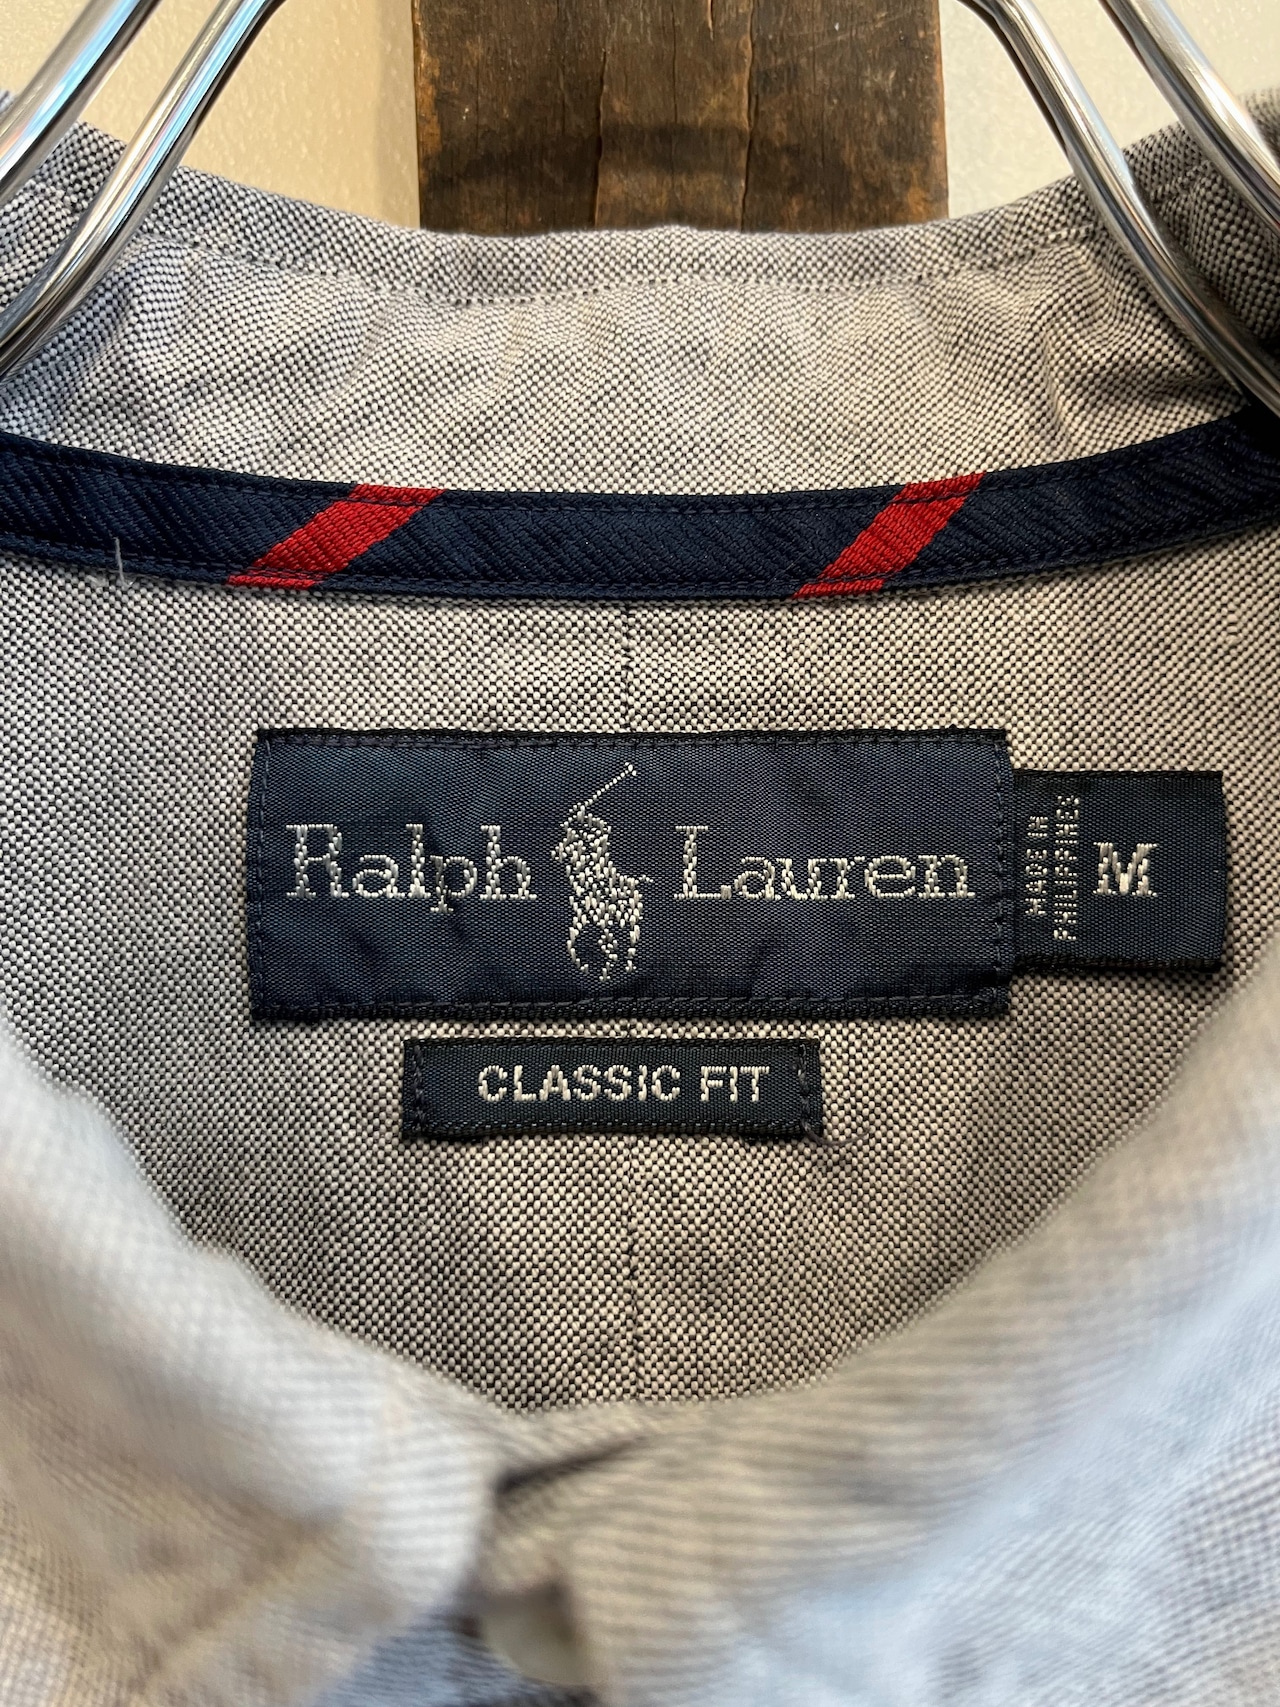 Ralph Lauren
MADE IN
PHILIPPINES
M
CLASSIC FIT